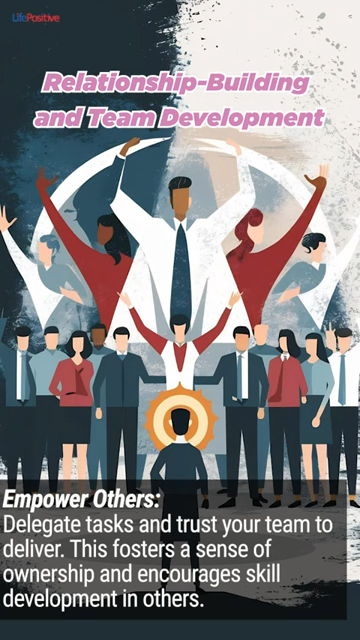 LifePositive
Relationship-Building
and Team Development
Empower Others:
Delegate tasks and trust your team to
deliver. This fosters a sense of
ownership and encourages skill
development in others.